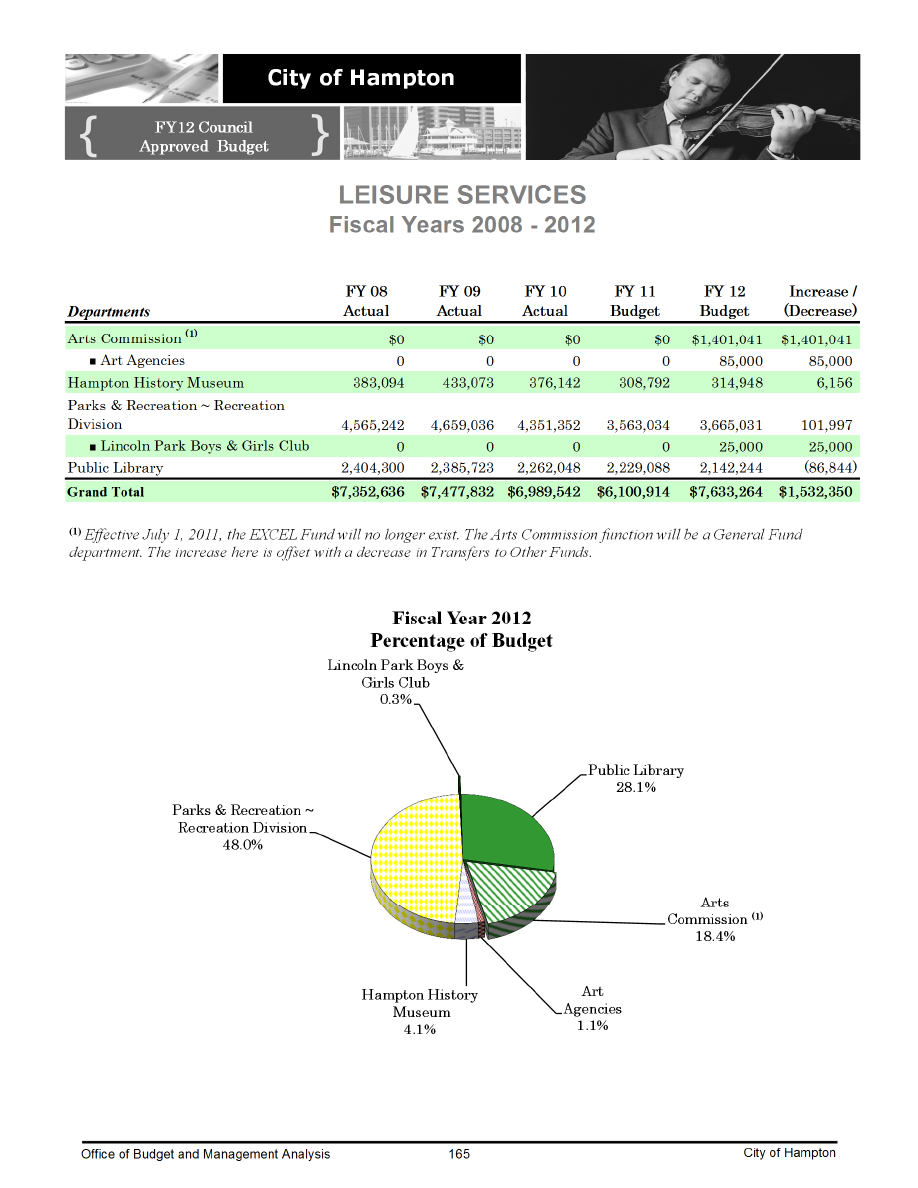 City of Hampton
{ FY12 Council }
Approved Budget
LEISURE SERVICES
Fiscal Years 2008 - 2012
FY 08 FY 09 FY 10 FY 11 FY 12 Increase /
Departments Actual Actual Actual Budget Budget (Decrease)
Arts Commission (1) $0 $0 $0 $0 $1,401,041 $1,401,041
■ Art Agencies 0 0 0 0 85,000 85,000
Hampton History Museum 383,094 433,073 376,142 308,792 314,948 6,156
Parks & Recreation ~ Recreation
Division 4,565,242 4,659,036 4,351,352 3,563,034 3,665,031 101,997
■ Lincoln Park Boys & Girls Club 0 0 0 0 25,000 25,000
Public Library 2,404,300 2,385,723 2,262,048 2,229,088 2,142,244 (86,844)
Grand Total $7,352,636 $7,477,832 $6,989,542 $6,100,914 $7,633,264 $1,532,350
(1) Effective July 1, 2011, the EXCEL Fund will no longer exist. The Arts Commission function will be a General Fund
department. The increase here is offset with a decrease in Transfers to Other Funds.
Fiscal Year 2012
Percentage of Budget
Lincoln Park Boys &
Girls Club
0.3%
Public Library
28.1%
Parks & Recreation ~
Recreation Division
48.0%
Arts
Commission (1)
18.4%
Hampton History
Museum
4.1%
Art
Agencies
1.1%
Office of Budget and Management Analysis 165 City of Hampton